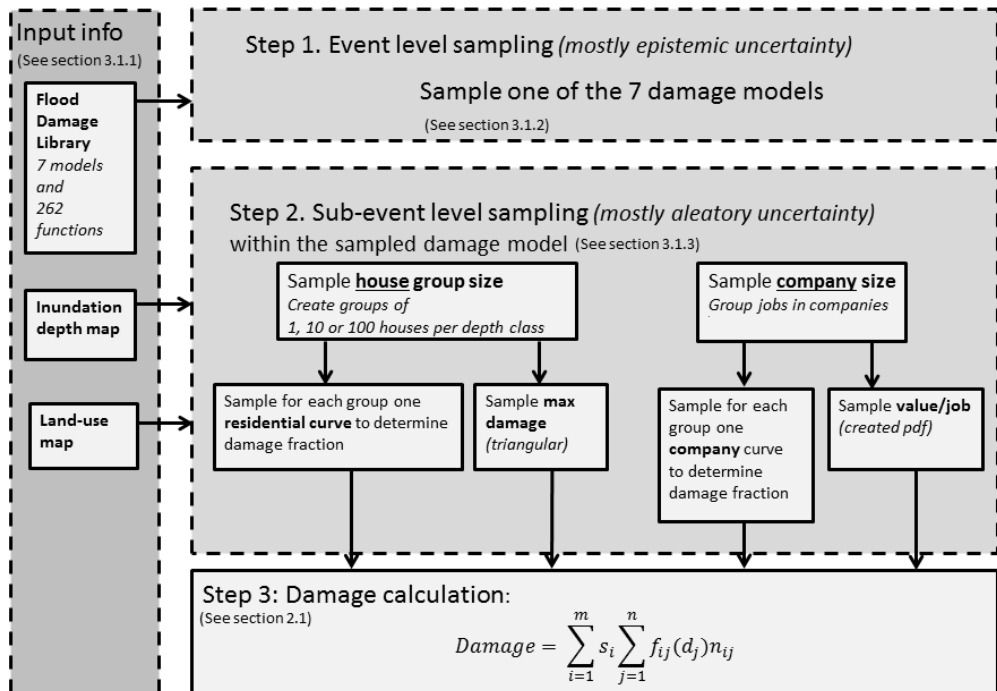 Input info
(See section 3.1.1)
Flood
Damage
Library
7 models
and
262
functions
Inundation
depth map
Land-use
map
Step 1. Event level sampling (mostly epistemic uncertainty)
Sample one of the 7 damage models
(See section 3.1.2)
Step 2. Sub-event level sampling (mostly aleatory uncertainty)
within the sampled damage model (See section 3.1.3)
Sample house group size
Create groups of
1, 10 or 100 houses per depth class
Sample company size
Group jobs in companies
Sample for each group one
residential curve to determine
damage fraction
Sample max
damage
(triangular)
Sample for each
group one
company curve
to determine
damage fraction
Sample value/job
(created pdf)
Step 3: Damage calculation:
(See section 2.1)
Damage = ∑_{i=1}^{m} s_i ∑_{j=1}^{n} f_{ij}(d_j)n_{ij}